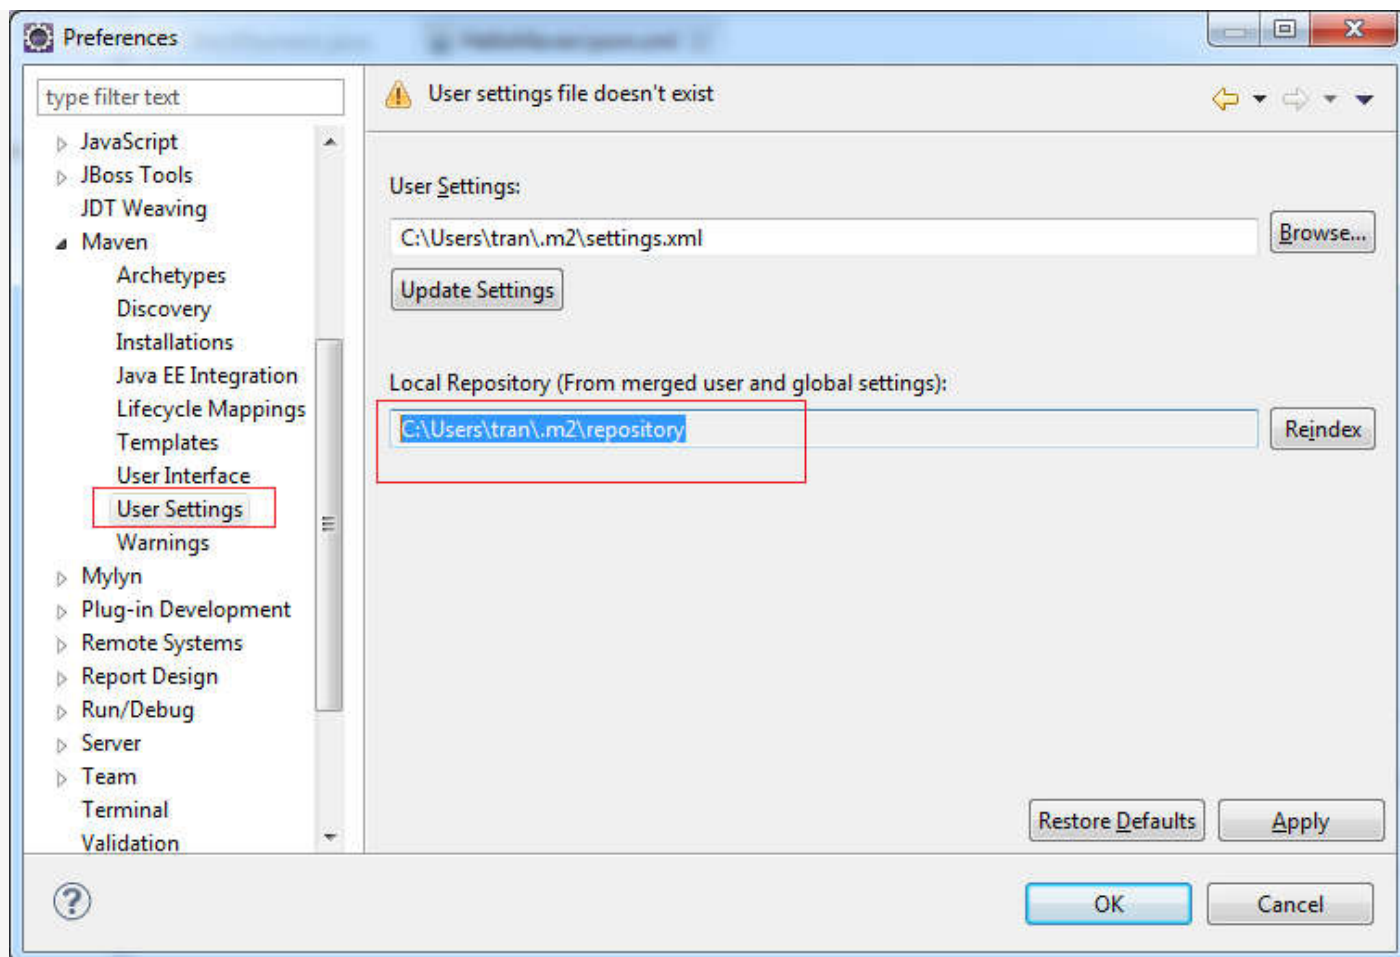 Preferences
type filter text
JavaScript
JBoss Tools
JDT Weaving
Maven
Archetypes
Discovery
Installations
Java EE Integration
Lifecycle Mappings
Templates
User Interface
User Settings
Warnings
Mylyn
Plug-in Development
Remote Systems
Report Design
Run/Debug
Server
Team
Terminal
Validation
User settings file doesn't exist
User Settings:
C:\Users\tran\.m2\settings.xml
Browse...
Update Settings
Local Repository (From merged user and global settings):
C:\Users\tran\.m2\repository
Reindex
Restore Defaults
Apply
OK
Cancel